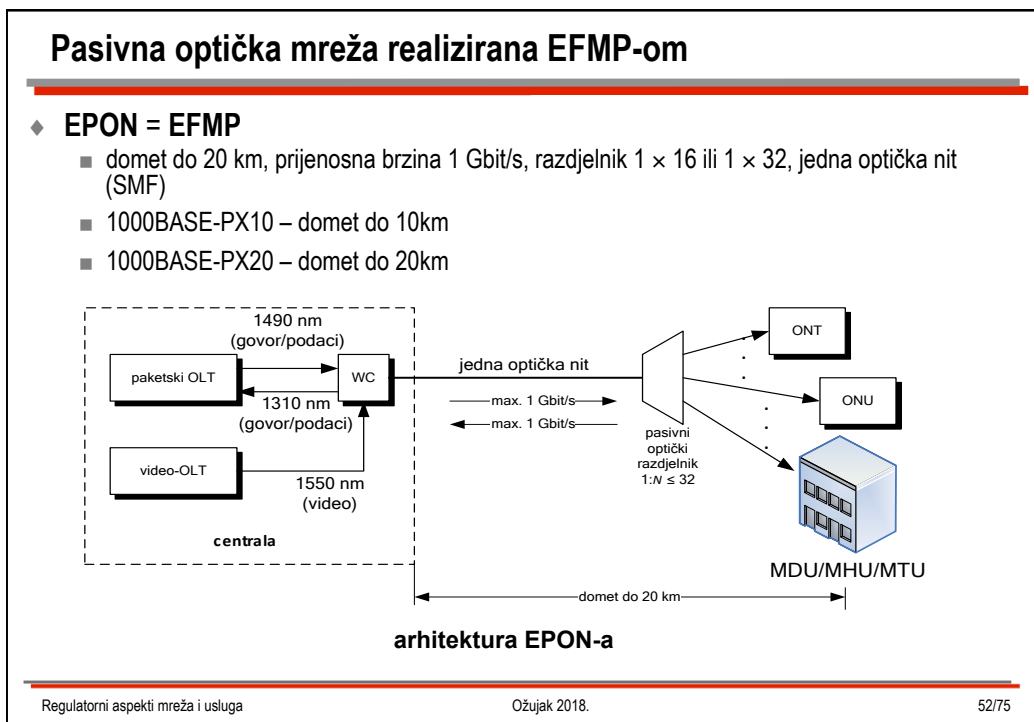 Pasivna optička mreža realizirana EFMP-om
♦ EPON = EFMP
■ domet do 20 km, prijenosna brzina 1 Gbit/s, razdjelnik 1 × 16 ili 1 × 32, jedna optička nit
(SMF)
■ 1000BASE-PX10 – domet do 10km
■ 1000BASE-PX20 – domet do 20km
1490 nm
(govor/podaci)
paketski OLT
WC
1310 nm
(govor/podaci)
video-OLT
1550 nm
(video)
centrala
jedna optička nit
max. 1 Gbit/s
max. 1 Gbit/s
pasivni
optički
razdjelnik
1:N ≤ 32
ONT
ONU
MDU/MHU/MTU
domet do 20 km
arhitektura EPON-a
Regulatorni aspekti mreža i usluga
Ožujak 2018.
52/75